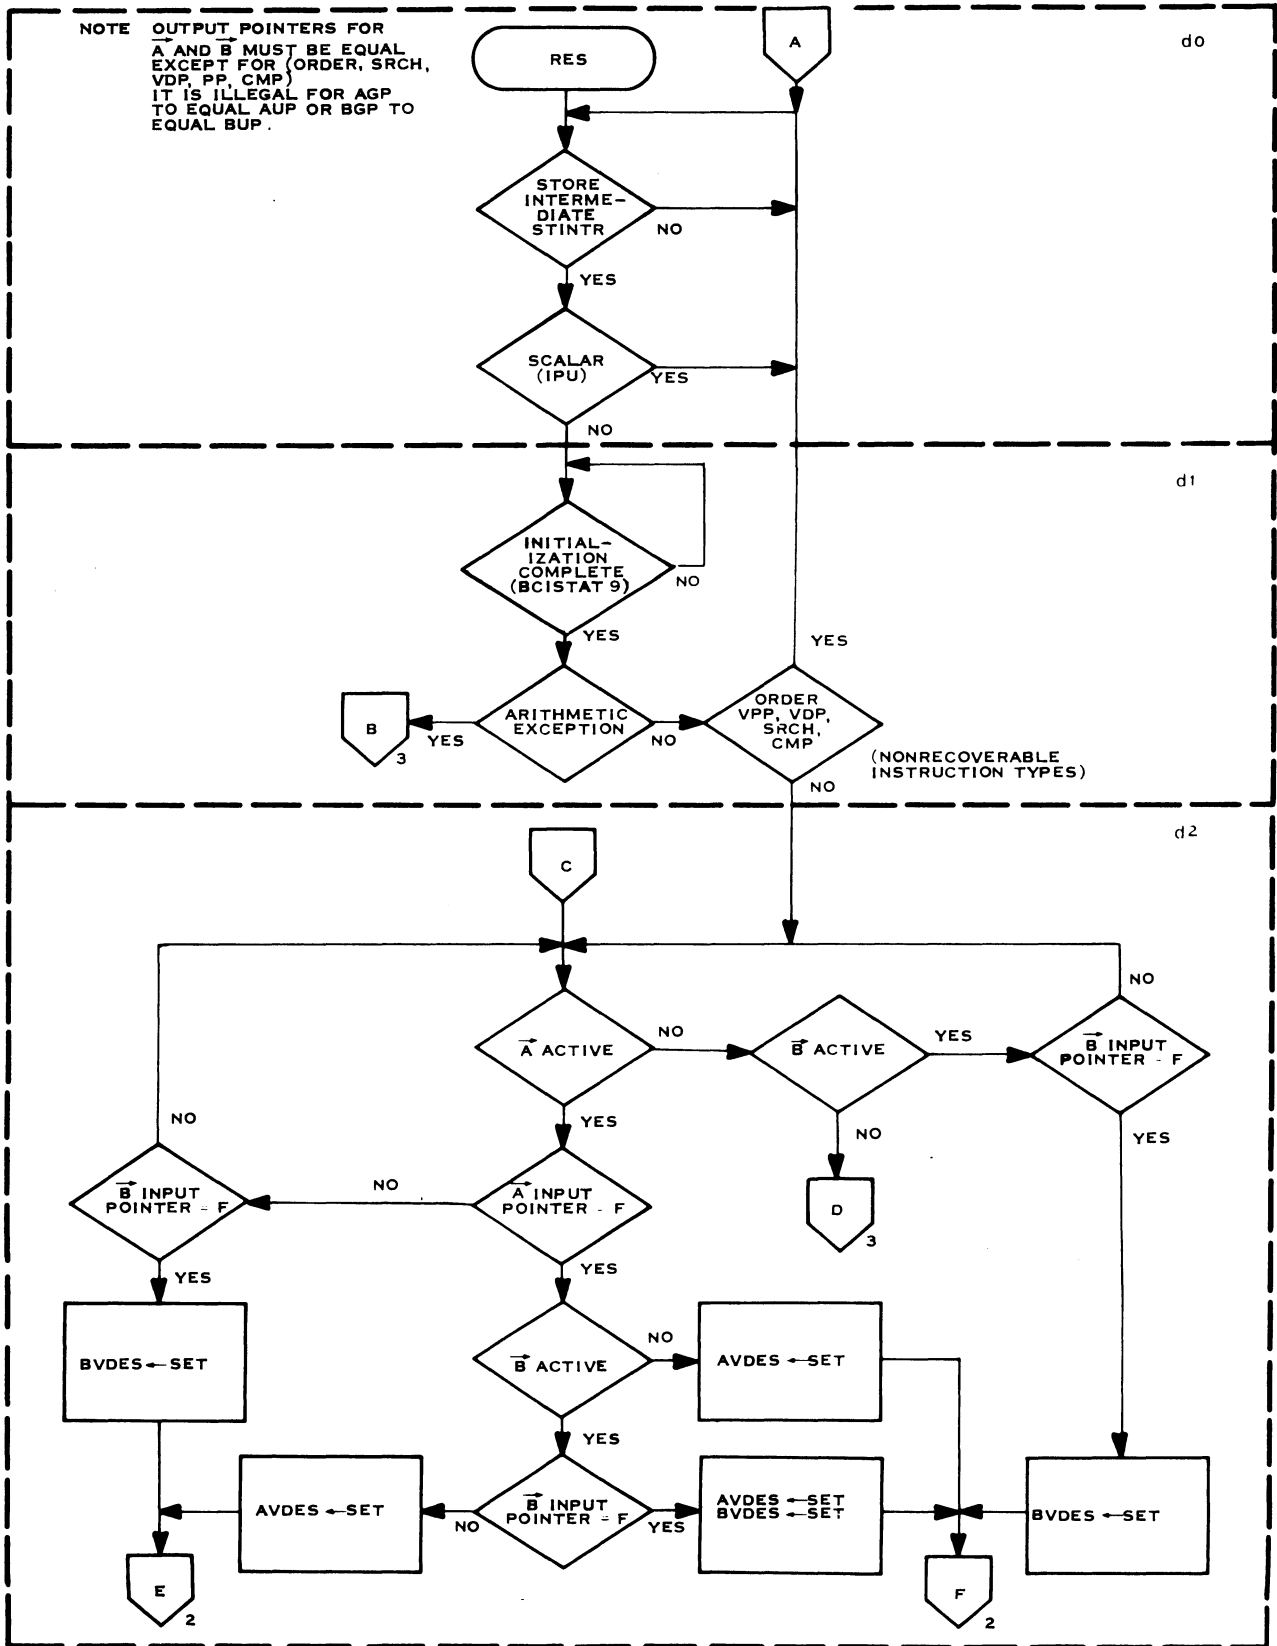 NOTE OUTPUT POINTERS FOR
A AND B MUST BE EQUAL
EXCEPT FOR (ORDER, SRCH,
VDP, PP, CMP)
IT IS ILLEGAL FOR AGP
TO EQUAL AUP OR BGP TO
EQUAL BUP.
RES
A
d0
STORE
INTERME-
DIATE
STINTR
NO
YES
SCALAR
(IPU)
YES
NO
d1
INITIAL-
IZATION
COMPLETE
(BCISTAT 9)
NO
YES
YES
B
3
YES
ARITHMETIC
EXCEPTION
NO
ORDER
VPP, VDP,
SRCH,
CMP
(NONRECOVERABLE
INSTRUCTION TYPES)
NO
d2
C
NO
A ACTIVE
NO
B ACTIVE
YES
B INPUT
POINTER - F
NO
YES
NO
YES
B INPUT
POINTER = F
NO
A INPUT
POINTER - F
D
3
YES
YES
BVDES ← SET
B ACTIVE
NO
AVDES ← SET
YES
AVDES ← SET
NO
B INPUT
POINTER = F
YES
AVDES ← SET
BVDES ← SET
BVDES ← SET
E
2
F
2